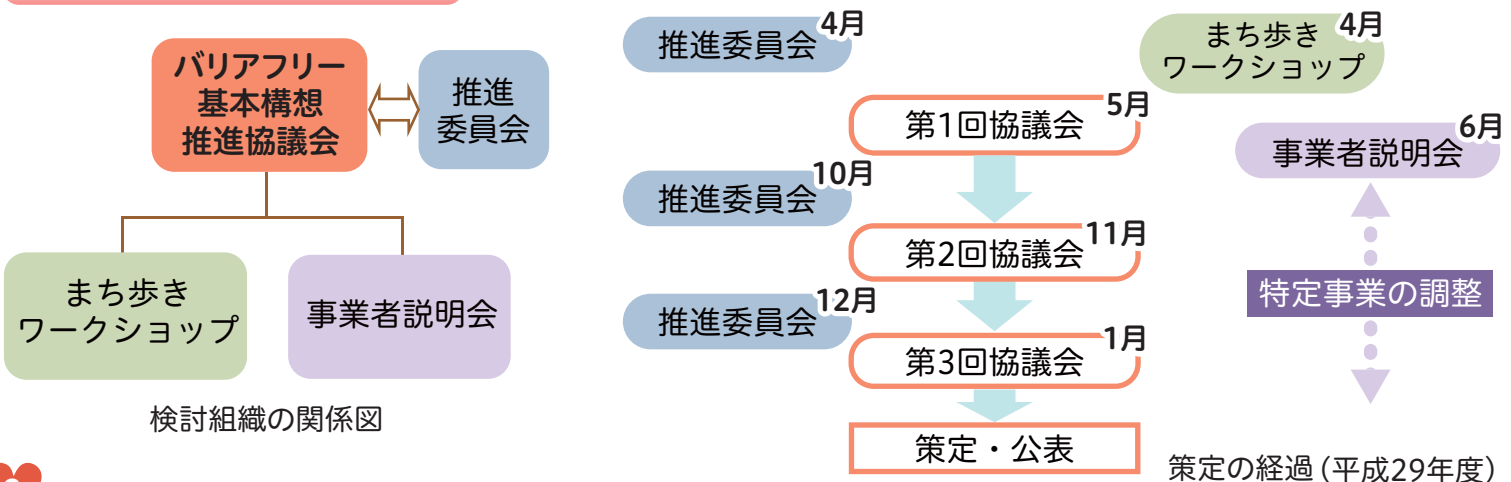 バリアフリー
基本構想
推進協議会
推進
委員会
まち歩き
ワークショップ
事業者説明会
検討組織の関係図
推進委員会
4月
まち歩き
ワークショップ
4月
第1回協議会
5月
事業者説明会
6月
推進委員会
10月
第2回協議会
11月
特定事業の調整
推進委員会
12月
第3回協議会
1月
策定・公表
策定の経過(平成29年度)